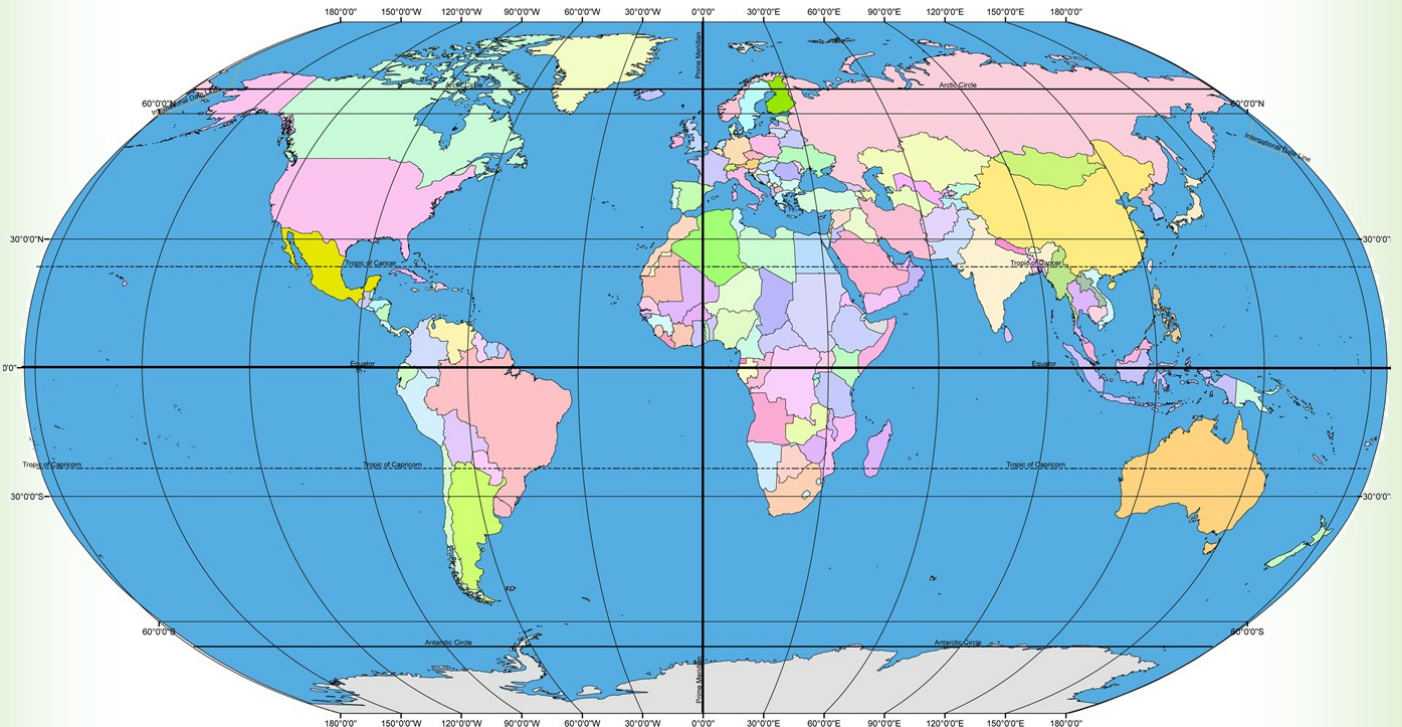 180°0'0" 150°0'0"W 120°0'0"W 90°0'0"W 60°0'0"W 30°0'0"W 0°0'0" 30°0'0"E 60°0'0"E 90°0'0"E 120°0'0"E 150°0'0"E 180°0'0"
Prime Meridian
Arctic Circle Arctic Circle
International Date Line
60°0'0"N 60°0'0"N
International Date Line
30°0'0"N 30°0'0"
Tropic of Cancer Tropic of Cancer
Equator Equator
0'0"
Tropic of Capricorn Tropic of Capricorn Tropic of Capricorn
30°0'0"S 30°0'0"
60°0'0"S 60°0'0"S
Antarctic Circle Antarctic Circle
Prime Meridian
180°0'0" 150°0'0"W 120°0'0"W 90°0'0"W 60°0'0"W 30°0'0"W 0°0'0" 30°0'0"E 60°0'0"E 90°0'0"E 120°0'0"E 150°0'0"E 180°0'0"